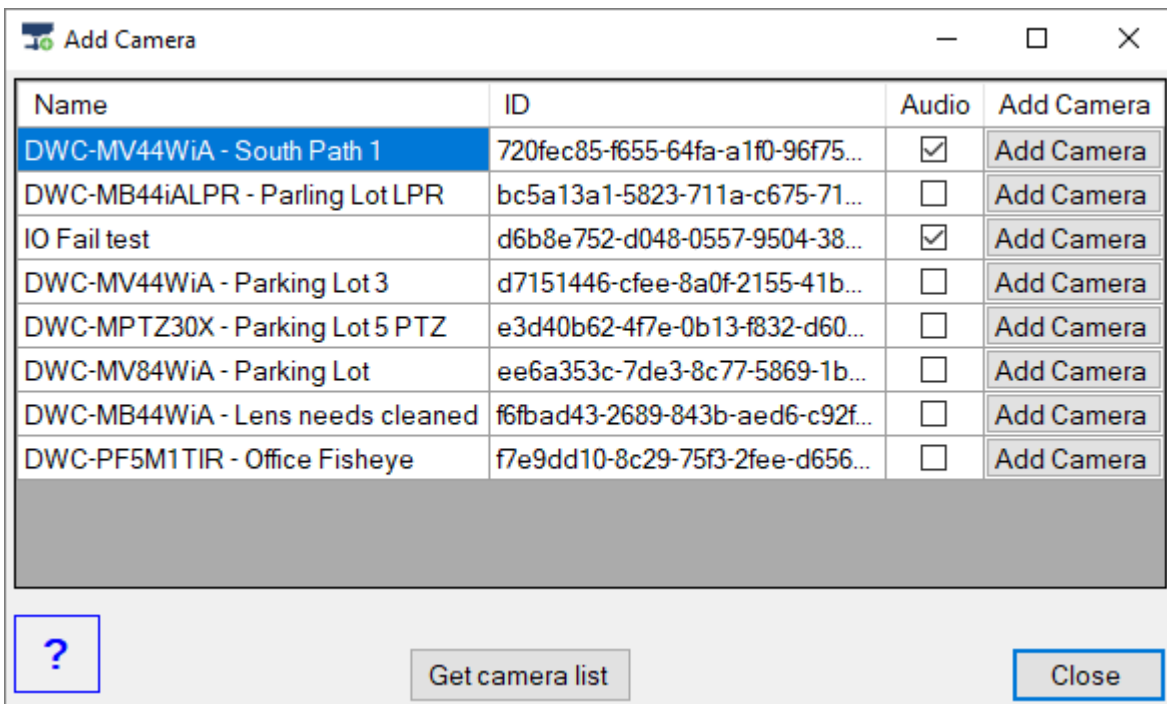 Add Camera
Name ID Audio Add Camera
DWC-MV44WiA - South Path 1 720fec85-f655-64fa-a1f0-96f75... Add Camera
DWC-MB44iALPR - Parling Lot LPR bc5a13a1-5823-711a-c675-71... Add Camera
IO Fail test d6b8e752-d048-0557-9504-38... Add Camera
DWC-MV44WiA - Parking Lot 3 d7151446-cfee-8a0f-2155-41b... Add Camera
DWC-MPTZ30X - Parking Lot 5 PTZ e3d40b62-4f7e-0b13-f832-d60... Add Camera
DWC-MV84WiA - Parking Lot ee6a353c-7de3-8c77-5869-1b... Add Camera
DWC-MB44WiA - Lens needs cleaned f6fbad43-2689-843b-aed6-c92f... Add Camera
DWC-PF5M1TIR - Office Fisheye f7e9dd10-8c29-75f3-2fee-d656... Add Camera
?
Get camera list Close